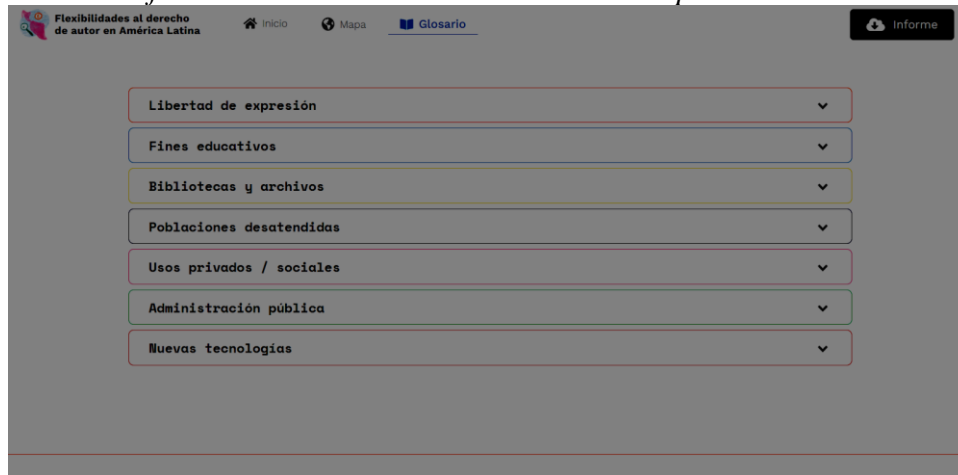 Flexibilidades al derecho
de autor en América Latina
Inicio
Mapa
Glosario
Informe
Libertad de expresión
Fines educativos
Bibliotecas y archivos
Poblaciones desatendidas
Usos privados / sociales
Administración pública
Nuevas tecnologías